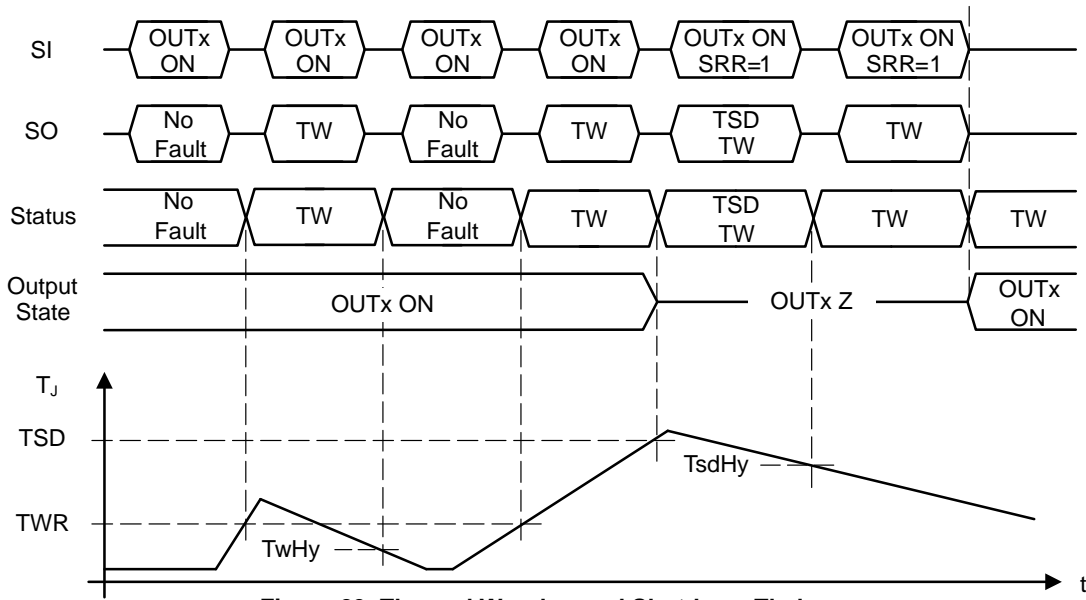 SI
OUTx ON
OUTx ON
OUTx ON
OUTx ON
OUTx ON SRR=1
OUTx ON SRR=1
SO
No Fault
TW
No Fault
TW
TSD TW
TW
Status
No Fault
TW
No Fault
TW
TSD TW
TW
TW
Output State
OUTx ON
OUTx Z
OUTx ON
TJ
TSD
TsdHy
TWR
TwHy
t